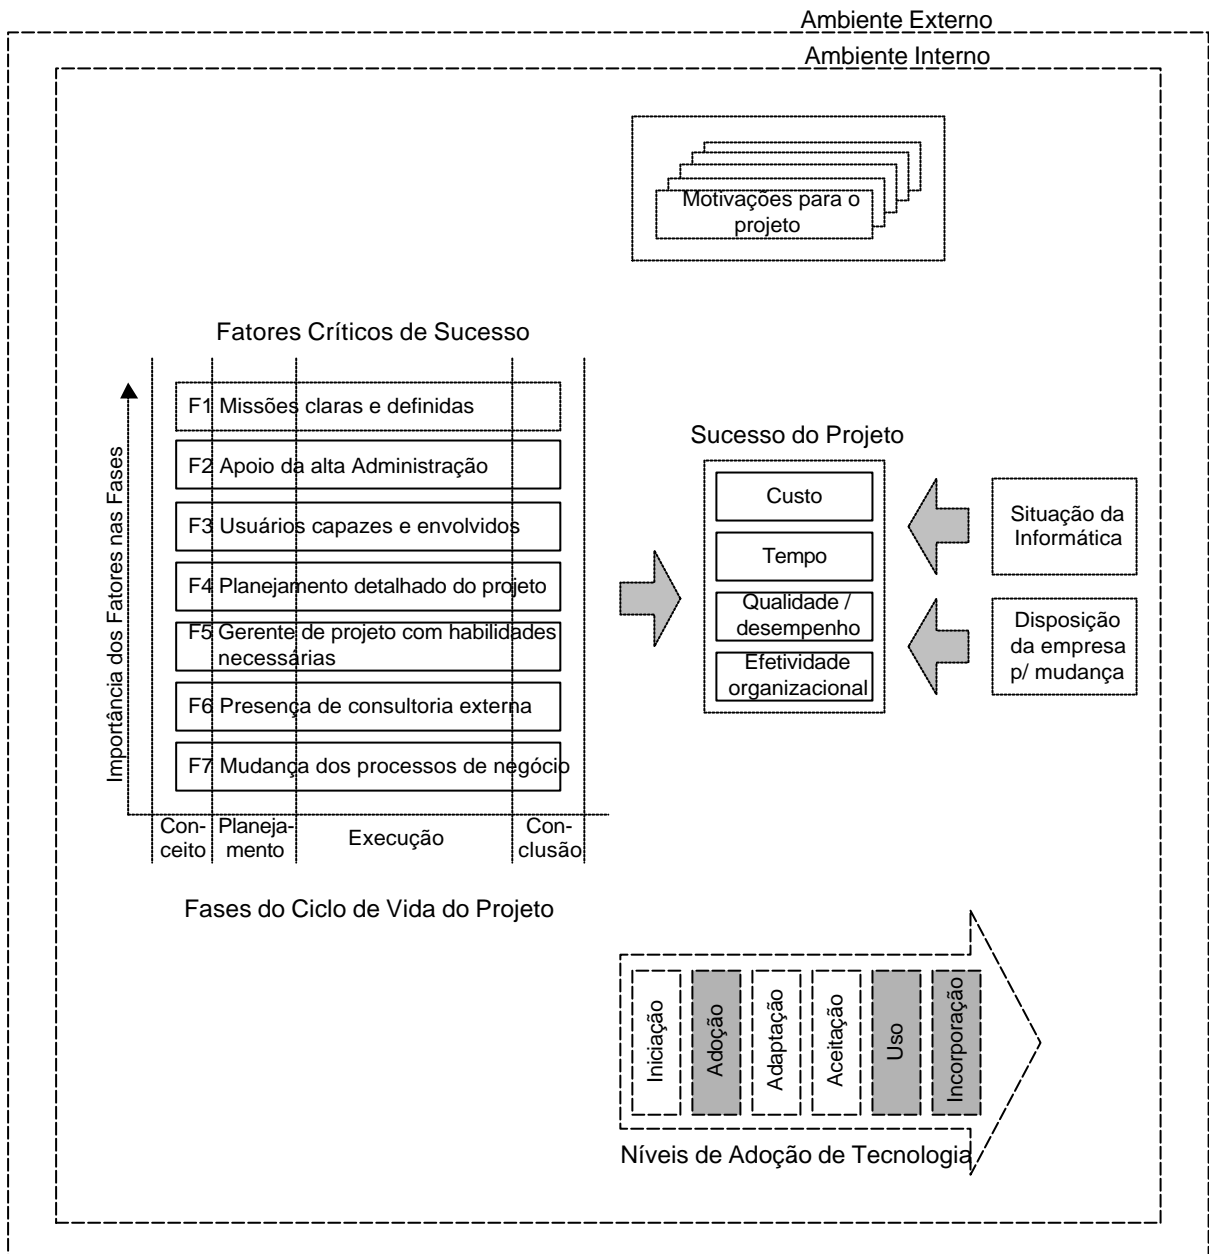 Ambiente Externo
Ambiente Interno
Motivações para o
projeto
Fatores Críticos de Sucesso
Importância dos Fatores nas Fases
F1 Missões claras e definidas
F2 Apoio da alta Administração
F3 Usuários capazes e envolvidos
F4 Planejamento detalhado do projeto
F5 Gerente de projeto com habilidades
necessárias
F6 Presença de consultoria externa
F7 Mudança dos processos de negócio
Con-
ceito
Planeja-
mento
Execução
Con-
clusão
Fases do Ciclo de Vida do Projeto
Sucesso do Projeto
Custo
Tempo
Qualidade /
desempenho
Efetividade
organizacional
Situação da
Informática
Disposição
da empresa
p/ mudança
Iniciação
Adoção
Adaptação
Aceitação
Uso
Incorporação
Níveis de Adoção de Tecnologia